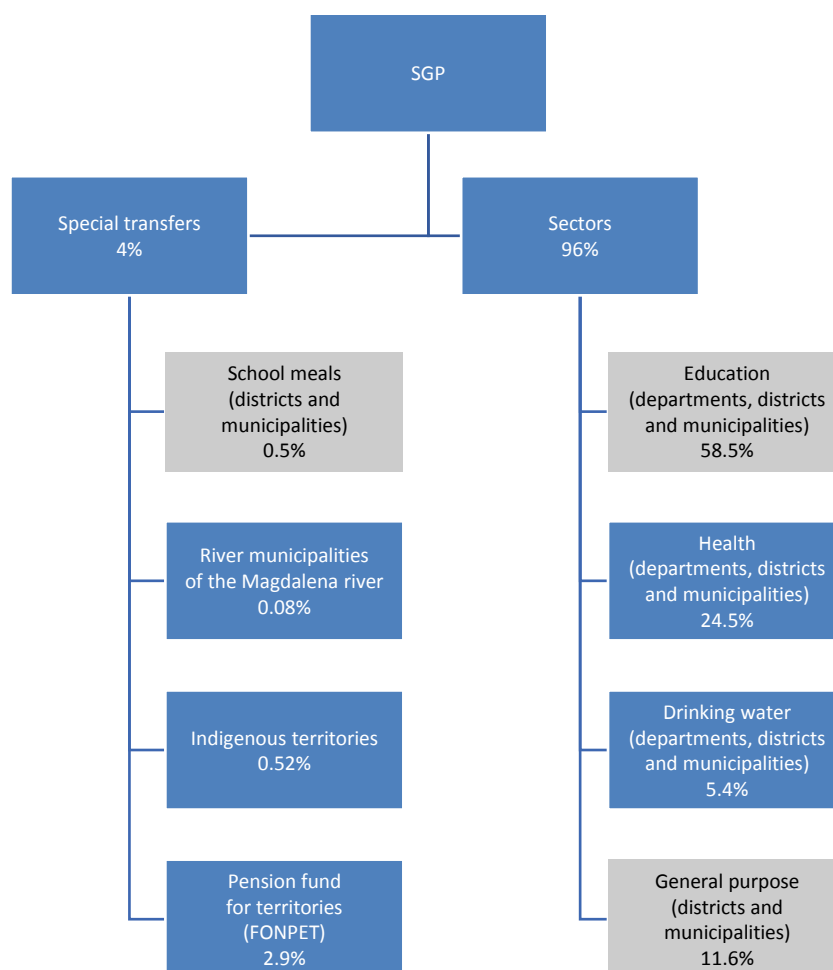 SGP
Special transfers
4%
Sectors
96%
School meals
(districts and
municipalities)
0.5%
River municipalities
of the Magdalena river
0.08%
Indigenous territories
0.52%
Pension fund
for territories
(FONPET)
2.9%
Education
(departments, districts
and municipalities)
58.5%
Health
(departments, districts
and municipalities)
24.5%
Drinking water
(departments, districts
and municipalities)
5.4%
General purpose
(districts and
municipalities)
11.6%